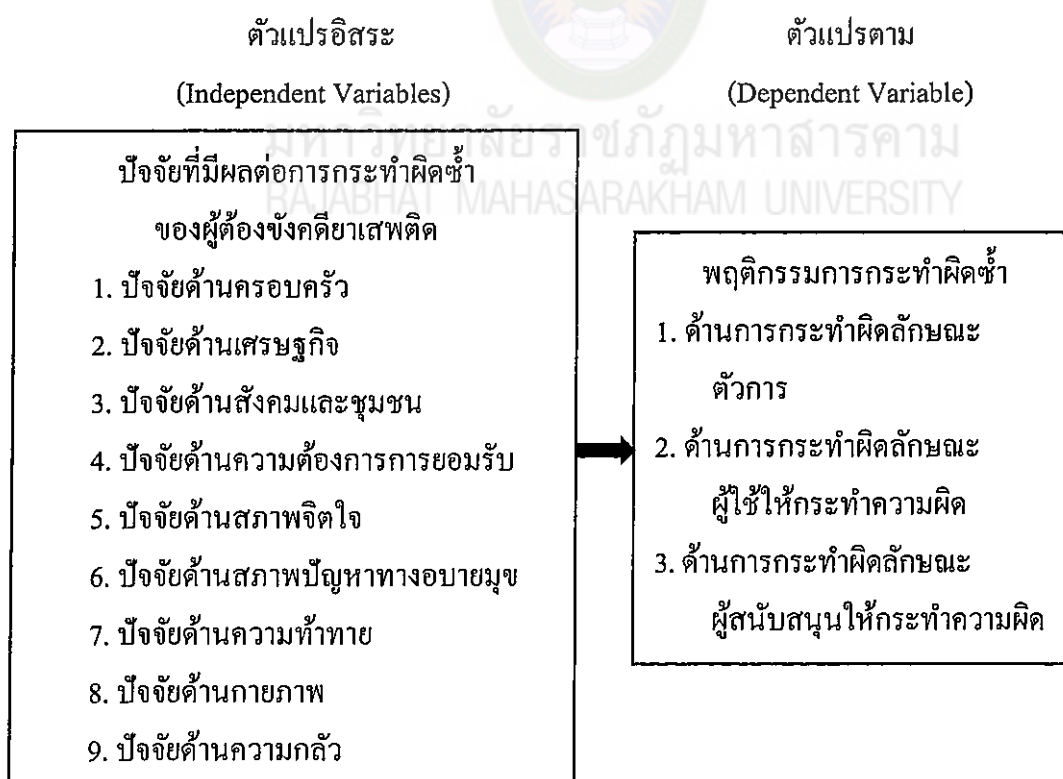 ตัวแปรอิสระ
(Independent Variables)
ปัจจัยที่มีผลต่อการกระทำผิดซ้ำ
ของผู้ต้องขังคดียาเสพติด
1. ปัจจัยด้านครอบครัว
2. ปัจจัยด้านเศรษฐกิจ
3. ปัจจัยด้านสังคมและชุมชน
4. ปัจจัยด้านความต้องการการยอมรับ
5. ปัจจัยด้านสภาพจิตใจ
6. ปัจจัยด้านสภาพปัญหาทางอบายมุข
7. ปัจจัยด้านความท้าทาย
8. ปัจจัยด้านกายภาพ
9. ปัจจัยด้านความกลัว
ตัวแปรตาม
(Dependent Variable)
พฤติกรรมการกระทำผิดซ้ำ
1. ด้านการกระทำผิดลักษณะ
ตัวการ
2. ด้านการกระทำผิดลักษณะ
ผู้ใช้ให้กระทำความผิด
3. ด้านการกระทำผิดลักษณะ
ผู้สนับสนุนให้กระทำความผิด
มหาวิทยาลัยราชภัฏมหาสารคาม
RAJABHAT MAHASARAKHAM UNIVERSITY